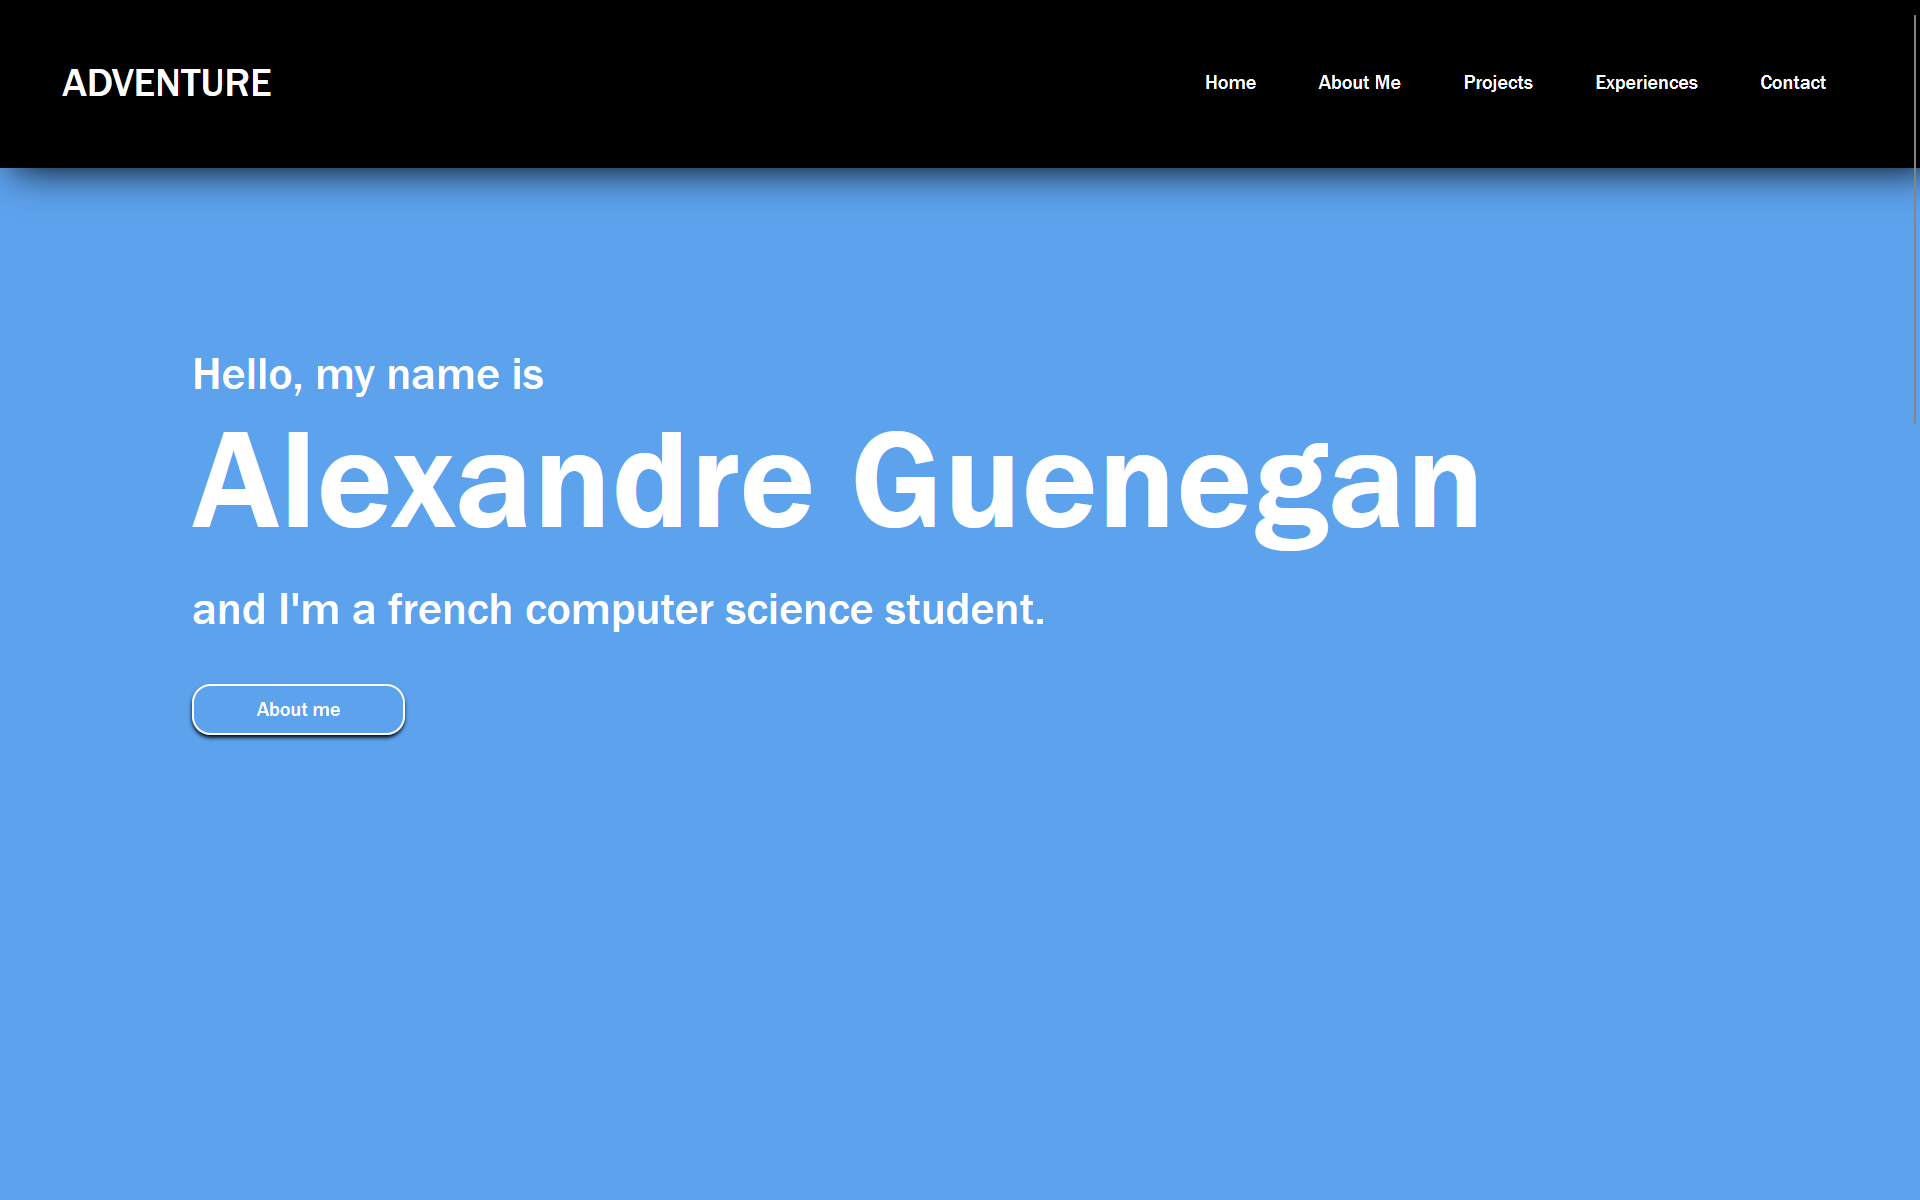 ADVENTURE
Home About Me Projects Experiences Contact
Hello, my name is
Alexandre Guenegan
and I'm a french computer science student.
About me